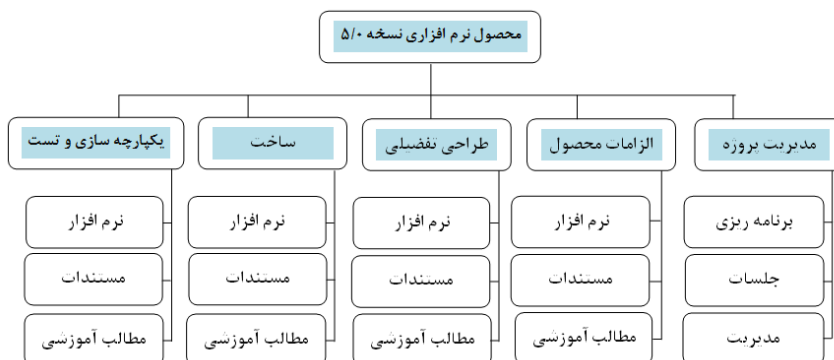 محصول نرم افزاری نسخه ۵/۰
مدیریت پروژه
الزامات محصول
طراحی تفضیلی
ساخت
یکپارچه سازی و تست
برنامه ریزی
نرم افزار
نرم افزار
نرم افزار
نرم افزار
جلسات
مستندات
مستندات
مستندات
مستندات
مدیریت
مطالب آموزشی
مطالب آموزشی
مطالب آموزشی
مطالب آموزشی